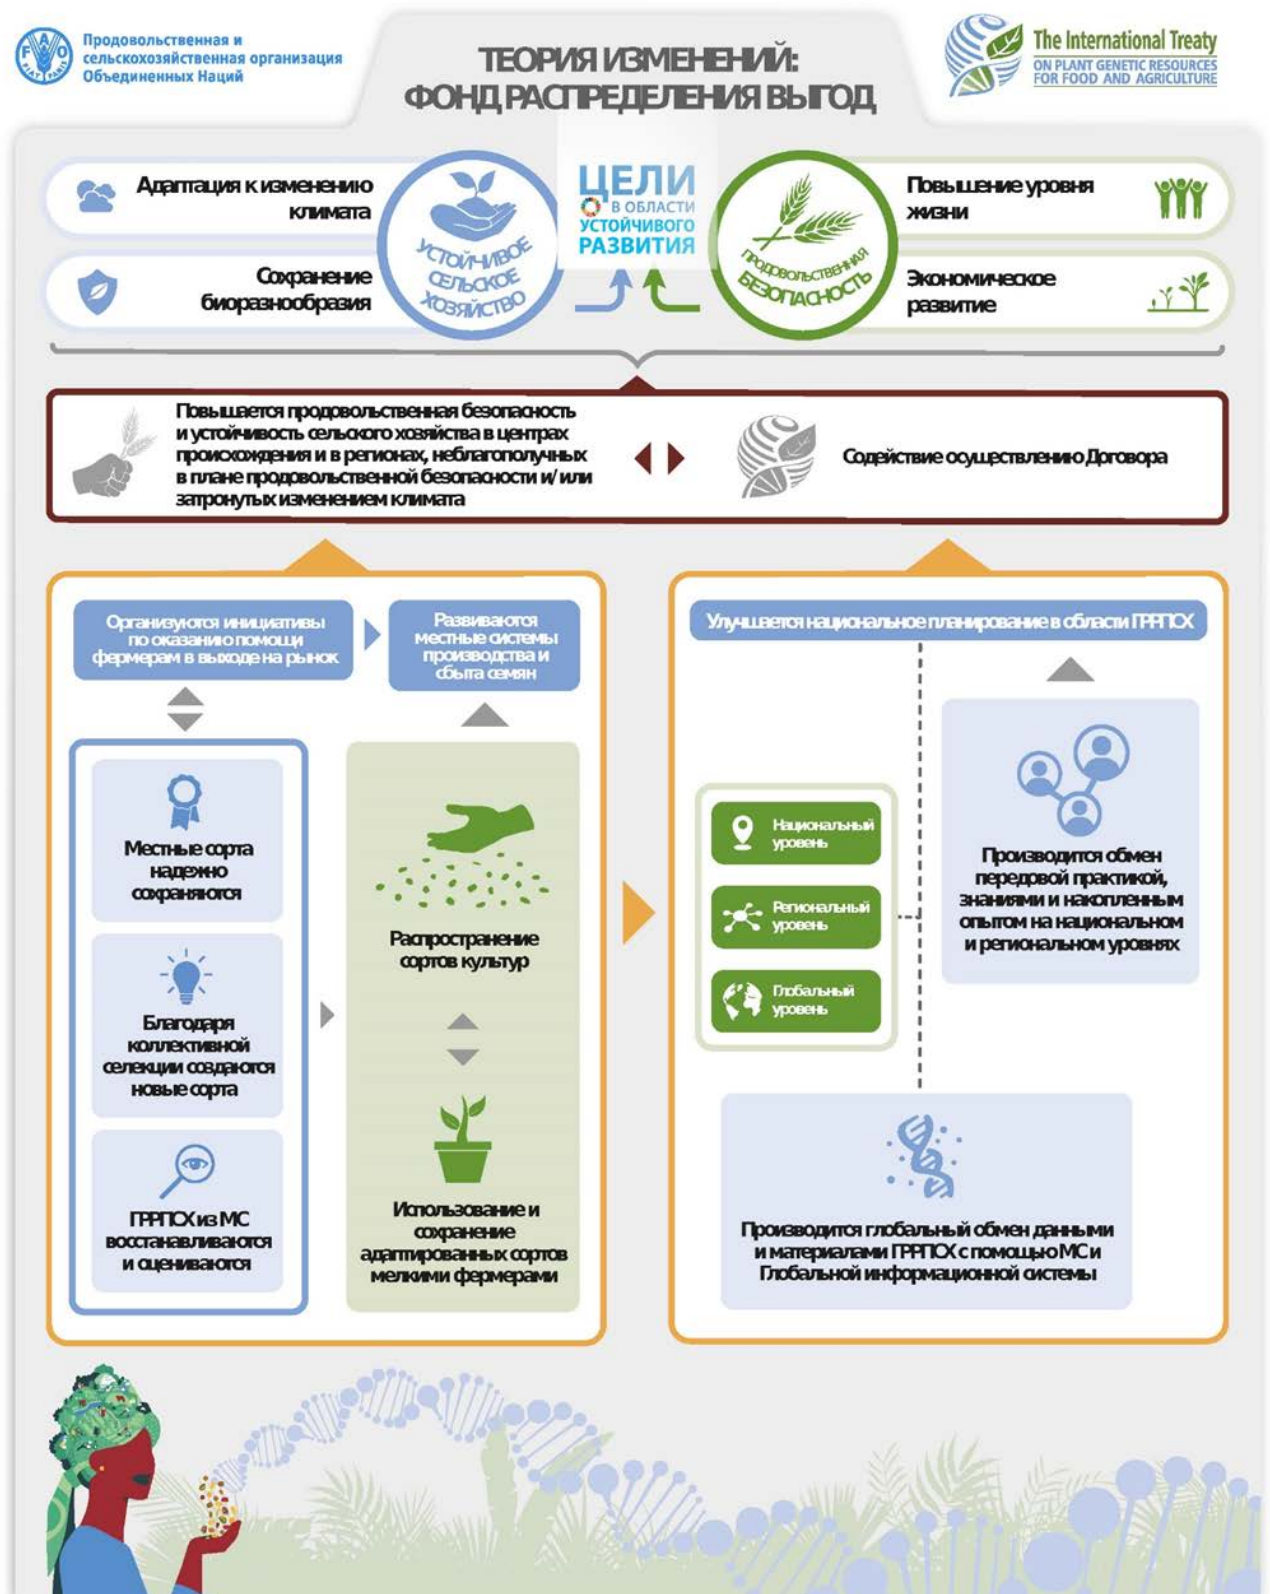 Продовольственная и
сельскохозяйственная организация
Объединенных Наций
ТЕОРИЯ ИЗМЕНЕНИЙ:
ФОНД РАСПРЕДЕЛЕНИЯ ВЫГОД
The International Treaty
ON PLANT GENETIC RESOURCES
FOR FOOD AND AGRICULTURE
Адаптация к изменению
климата
Сохранение
биоразнообразия
УСТОЙЧИВОЕ
СЕЛЬСКОЕ
ХОЗЯЙСТВО
ЦЕЛИ
В ОБЛАСТИ
УСТОЙЧИВОГО
РАЗВИТИЯ
ПРОДОВОЛЬСТВЕННАЯ
БЕЗОПАСНОСТЬ
Повышение уровня
жизни
Экономическое
развитие
Повышается продовольственная безопасность
и устойчивость сельского хозяйства в центрах
происхождения и в регионах, неблагополучных
в плане продовольственной безопасности и/или
затронутых изменением климата
Содействие осуществлению Договора
Организуются инициативы
по оказанию помощи
фермерам в выходе на рынок
Развиваются
местные системы
производства и
сбыта семян
Местные сорта
надежно
сохраняются
Благодаря
коллективной
селекции создаются
новые сорта
ГРРПСХ из МС
восстанавливаются
и оцениваются
Распространение
сортов культур
Использование и
сохранение
адаптированных сортов
мелкими фермерами
Улучшается национальное планирование в области ГРРПСХ
Национальный
уровень
Региональный
уровень
Глобальный
уровень
Производится обмен
передовой практикой,
знаниями и накопленным
опытом на национальном
и региональном уровнях
Производится глобальный обмен данными
и материалами ГРРПСХ с помощью МС и
Глобальной информационной системы